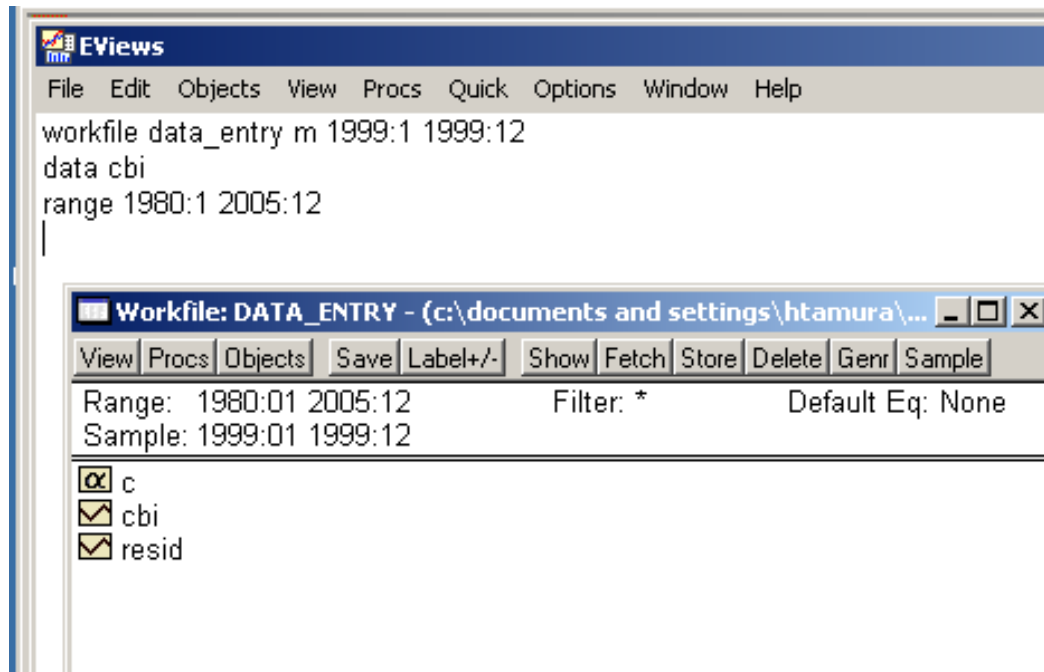 EViews
File Edit Objects View Procs Quick Options Window Help
workfile data_entry m 1999:1 1999:12
data cbi
range 1980:1 2005:12
Workfile: DATA_ENTRY - (c:\documents and settings\htamura\...
View Procs Objects Save Label+/- Show Fetch Store Delete Genr Sample
Range: 1980:01 2005:12 Filter: * Default Eq: None
Sample: 1999:01 1999:12
α c
cbi
resid